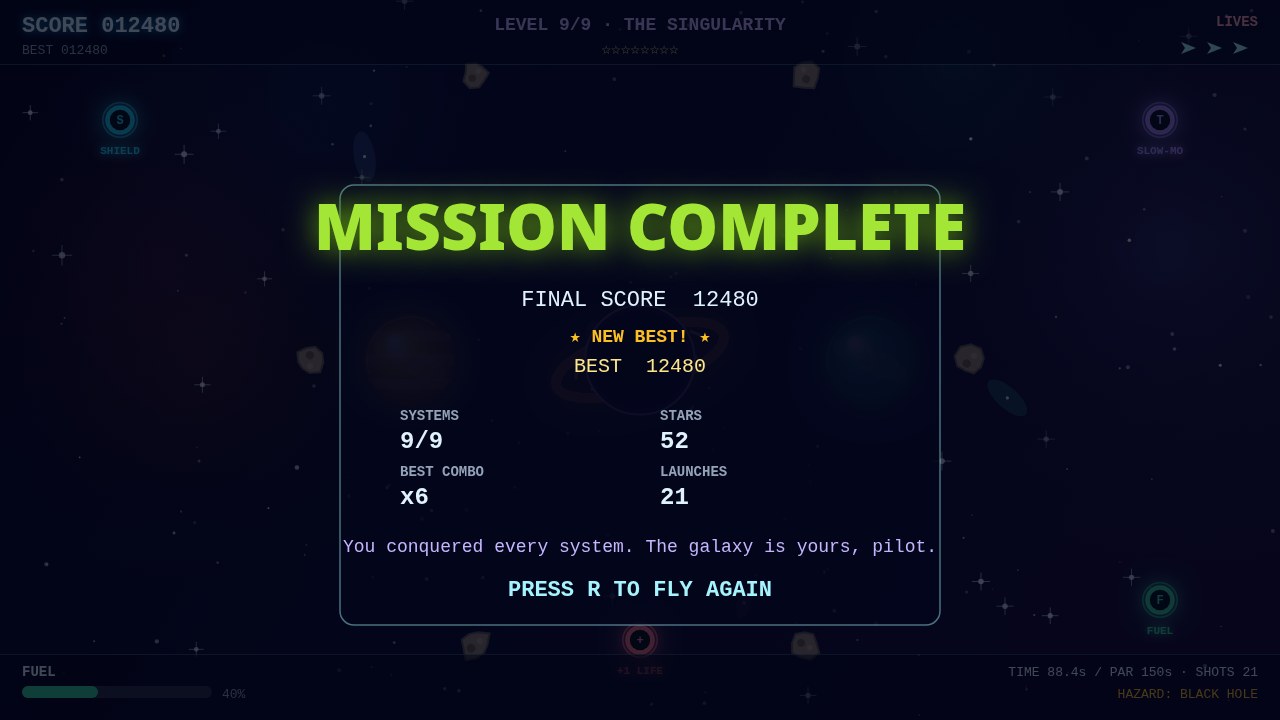 SCORE 012480
BEST 012480
LEVEL 9/9 · THE SINGULARITY
☆☆☆☆☆☆☆☆
LIVES
S
SHIELD
T
SLOW-MO
MISSION COMPLETE
FINAL SCORE 12480
★ NEW BEST! ★
BEST 12480
SYSTEMS
9/9
STARS
52
BEST COMBO
x6
LAUNCHES
21
You conquered every system. The galaxy is yours, pilot.
PRESS R TO FLY AGAIN
+
+1 LIFE
F
FUEL
FUEL
40%
TIME 88.4s / PAR 150s · SHOTS 21
HAZARD: BLACK HOLE